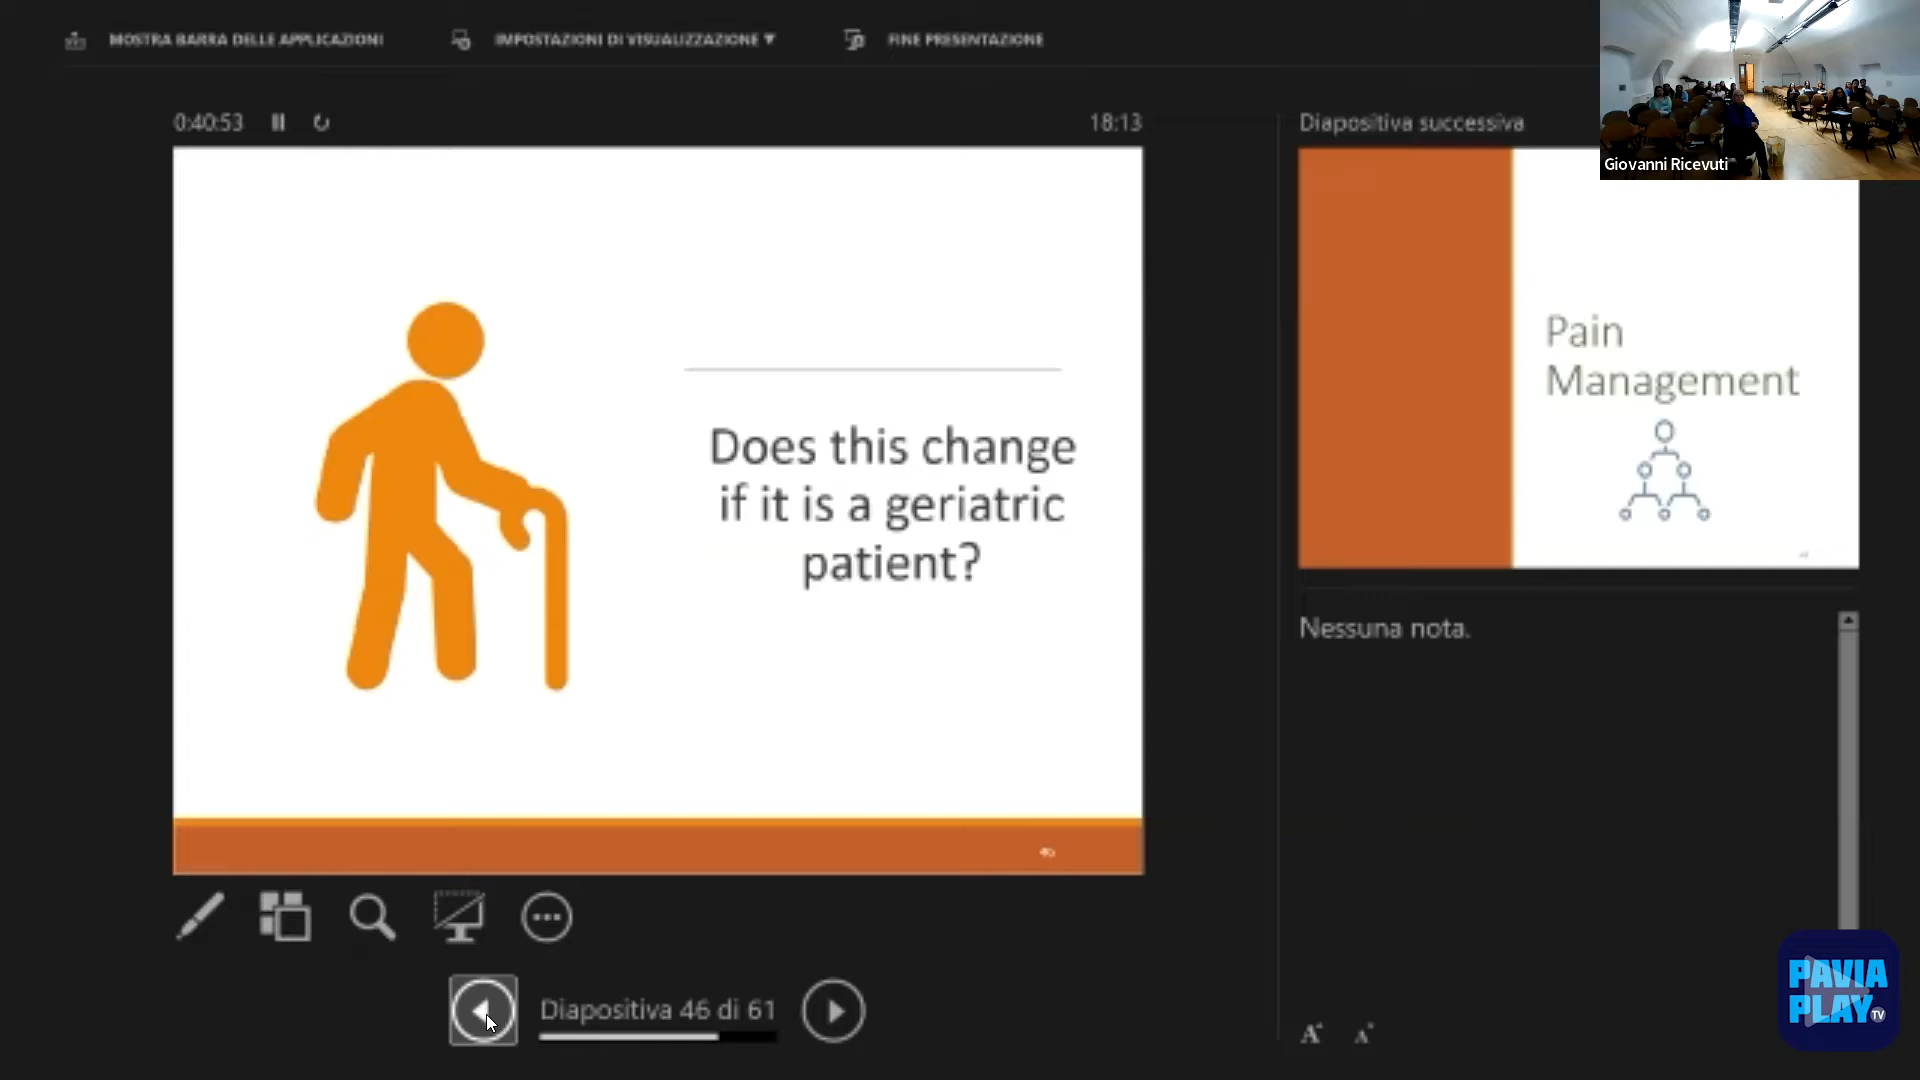 MOSTRA BARRA DELLE APPLICAZIONI
IMPOSTAZIONI DI VISUALIZZAZIONE ▼
FINE PRESENTAZIONE
0:40:53
18:13
Diapositiva successiva
Giovanni Ricevuti
Does this change
if it is a geriatric
patient?
Pain
Management
Nessuna nota.
Diapositiva 46 di 61
PAVIA
PLAY TV